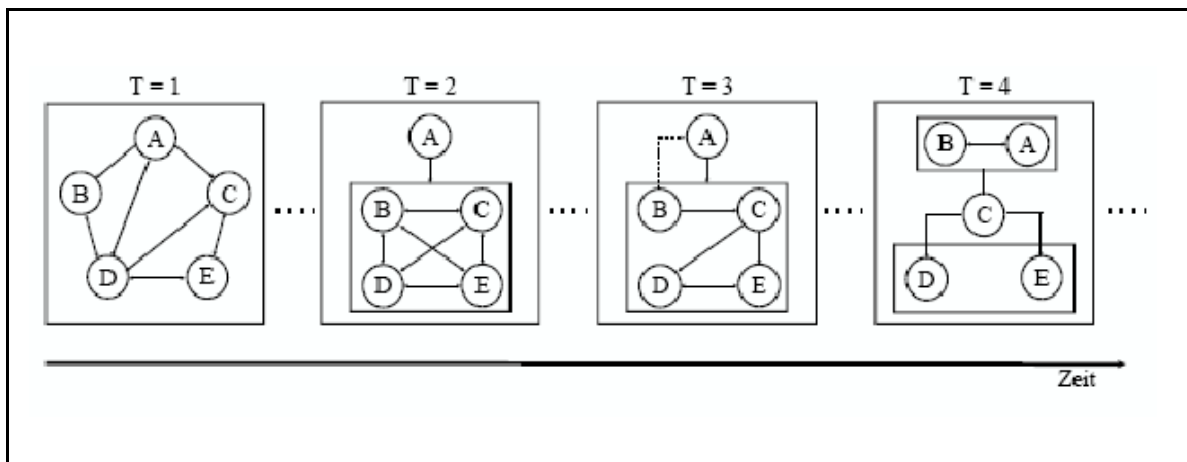 T = 1 T = 2 T = 3 T = 4
A A A B A
B C B C B C C
D E D E D E D E
Zeit